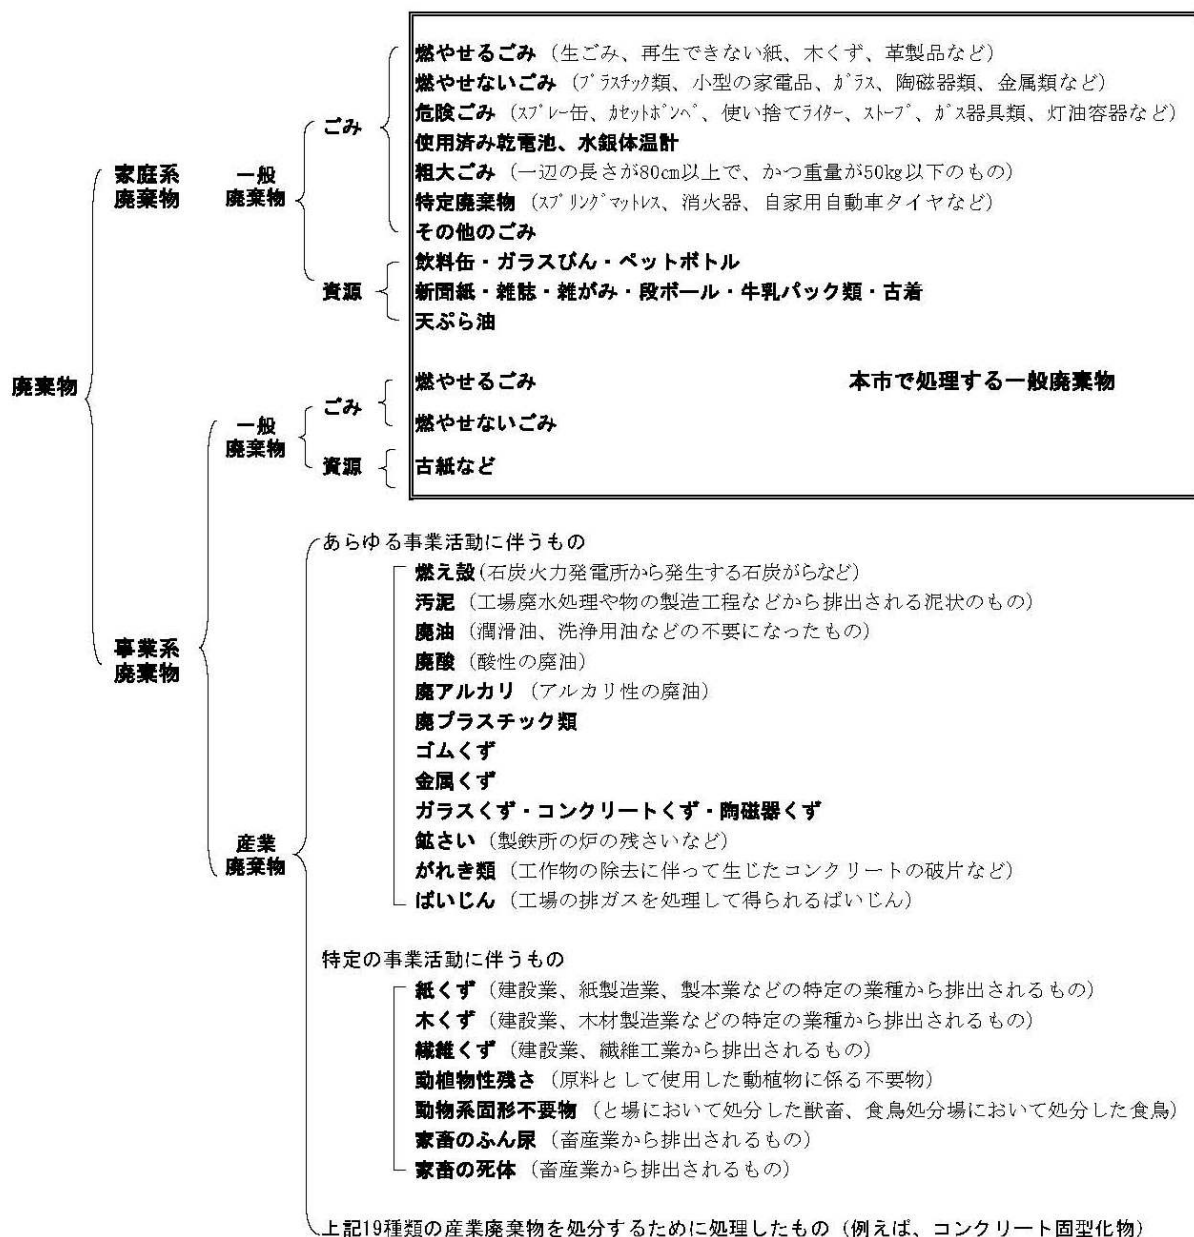 燃やせるごみ（生ごみ、再生できない紙、木くず、革製品など）
燃やせないごみ（ﾌﾟﾗｽﾁｯｸ類、小型の家電品、ｶﾞﾗｽ、陶磁器類、金属類など）
危険ごみ（ｽﾌﾟﾚｰ缶、ｶｾｯﾄﾎﾞﾝﾍﾞ、使い捨てﾗｲﾀｰ、ｽﾄｰﾌﾞ、ｶﾞｽ器具類、灯油容器など）
ごみ
使用済み乾電池、水銀体温計
家庭系
廃棄物
一般
廃棄物
粗大ごみ（一辺の長さが80㎝以上で、かつ重量が50㎏以下のもの）
特定廃棄物（ｽﾌﾟﾘﾝｸﾞﾏｯﾄﾚｽ、消火器、自家用自動車タイヤなど）
その他のごみ
飲料缶・ガラスびん・ペットボトル
資源
新聞紙・雑誌・雑がみ・段ボール・牛乳パック類・古着
天ぷら油
廃棄物
燃やせるごみ
本市で処理する一般廃棄物
ごみ
燃やせないごみ
一般
廃棄物
資源
古紙など
あらゆる事業活動に伴うもの
燃え殻（石炭火力発電所から発生する石炭がらなど）
汚泥（工場廃水処理や物の製造工程などから排出される泥状のもの）
廃油（潤滑油、洗浄用油などの不要になったもの）
事業系
廃棄物
廃酸（酸性の廃油）
廃アルカリ（アルカリ性の廃油）
廃プラスチック類
ゴムくず
金属くず
ガラスくず・コンクリートくず・陶磁器くず
産業
廃棄物
鉱さい（製鉄所の炉の残さいなど）
がれき類（工作物の除去に伴って生じたコンクリートの破片など）
ばいじん（工場の排ガスを処理して得られるばいじん）
特定の事業活動に伴うもの
紙くず（建設業、紙製造業、製本業などの特定の業種から排出されるもの）
木くず（建設業、木材製造業などの特定の業種から排出されるもの）
繊維くず（建設業、繊維工業から排出されるもの）
動植物性残さ（原料として使用した動植物に係る不要物）
動物系固形不要物（と場において処分した獣畜、食鳥処分場において処分した食鳥）
家畜のふん尿（畜産業から排出されるもの）
家畜の死体（畜産業から排出されるもの）
上記19種類の産業廃棄物を処分するために処理したもの（例えば、コンクリート固型化物）